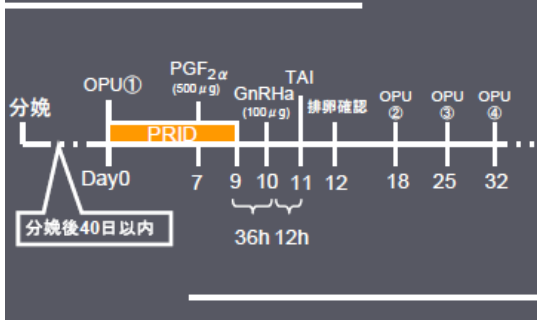 分娩
OPU①
PGF2α
(500μg)
GnRHa
(100μg)
TAI
排卵確認
OPU
②
OPU
③
OPU
④
PRID
Day0
7
9
10
11
12
18
25
32
分娩後40日以内
36h
12h